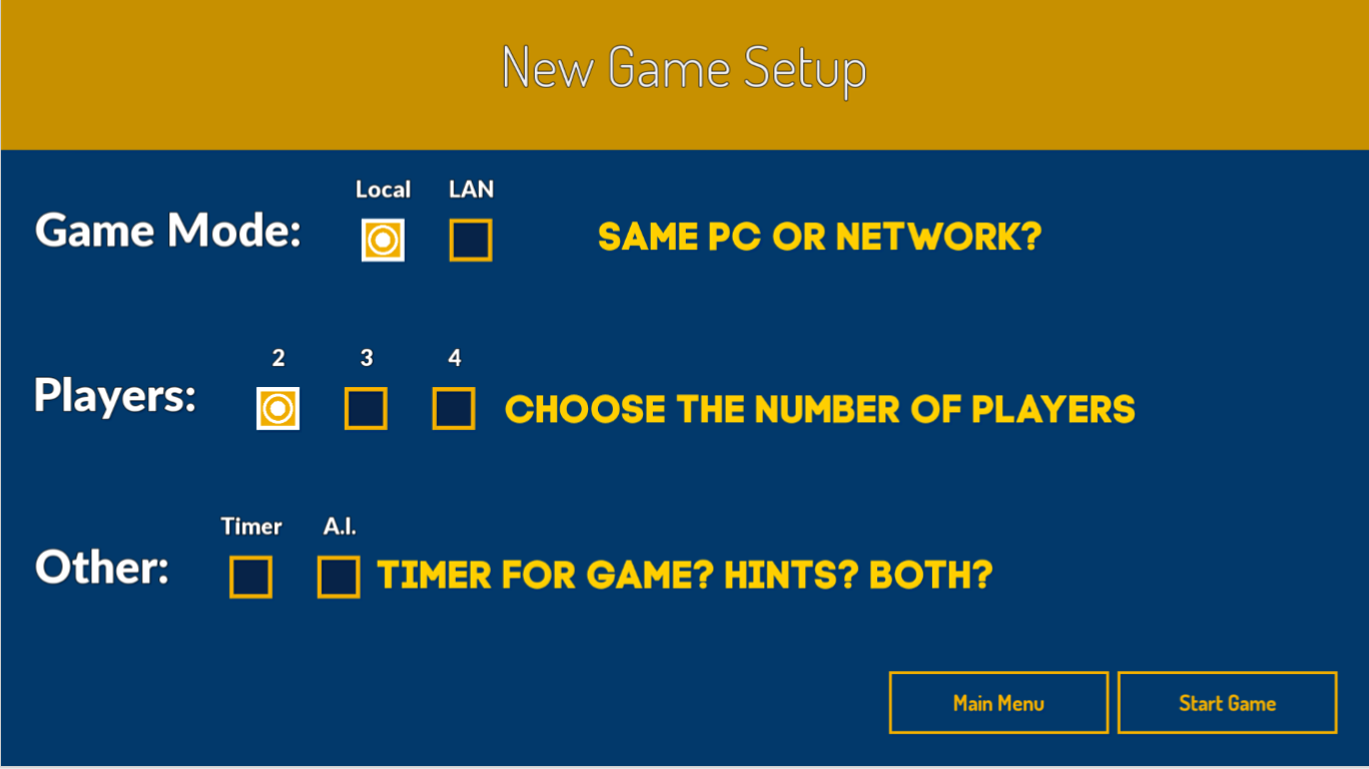 New Game Setup
Local LAN
Game Mode: SAME PC OR NETWORK?
2 3 4
Players: CHOOSE THE NUMBER OF PLAYERS
Timer A.I.
Other: TIMER FOR GAME? HINTS? BOTH?
Main Menu Start Game